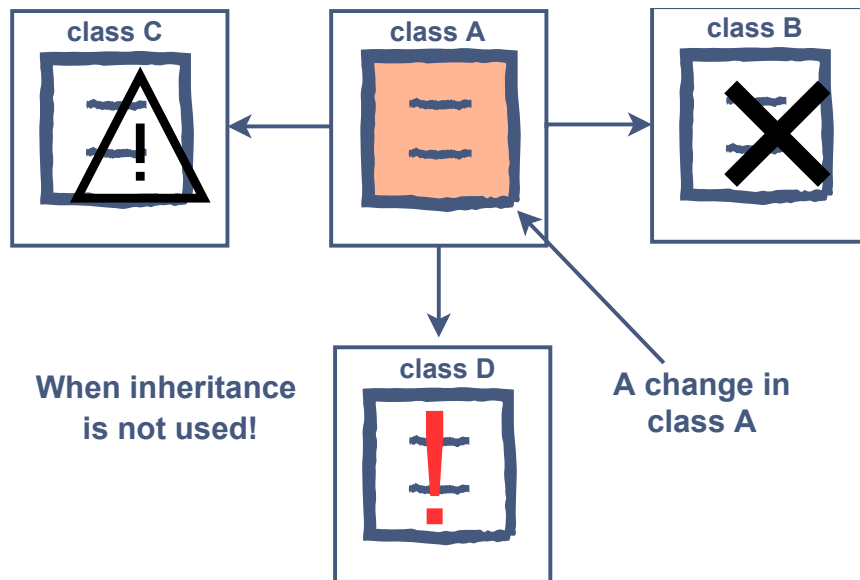 class C
class A
class B
!
class D
When inheritance
is not used!
A change in
class A
!